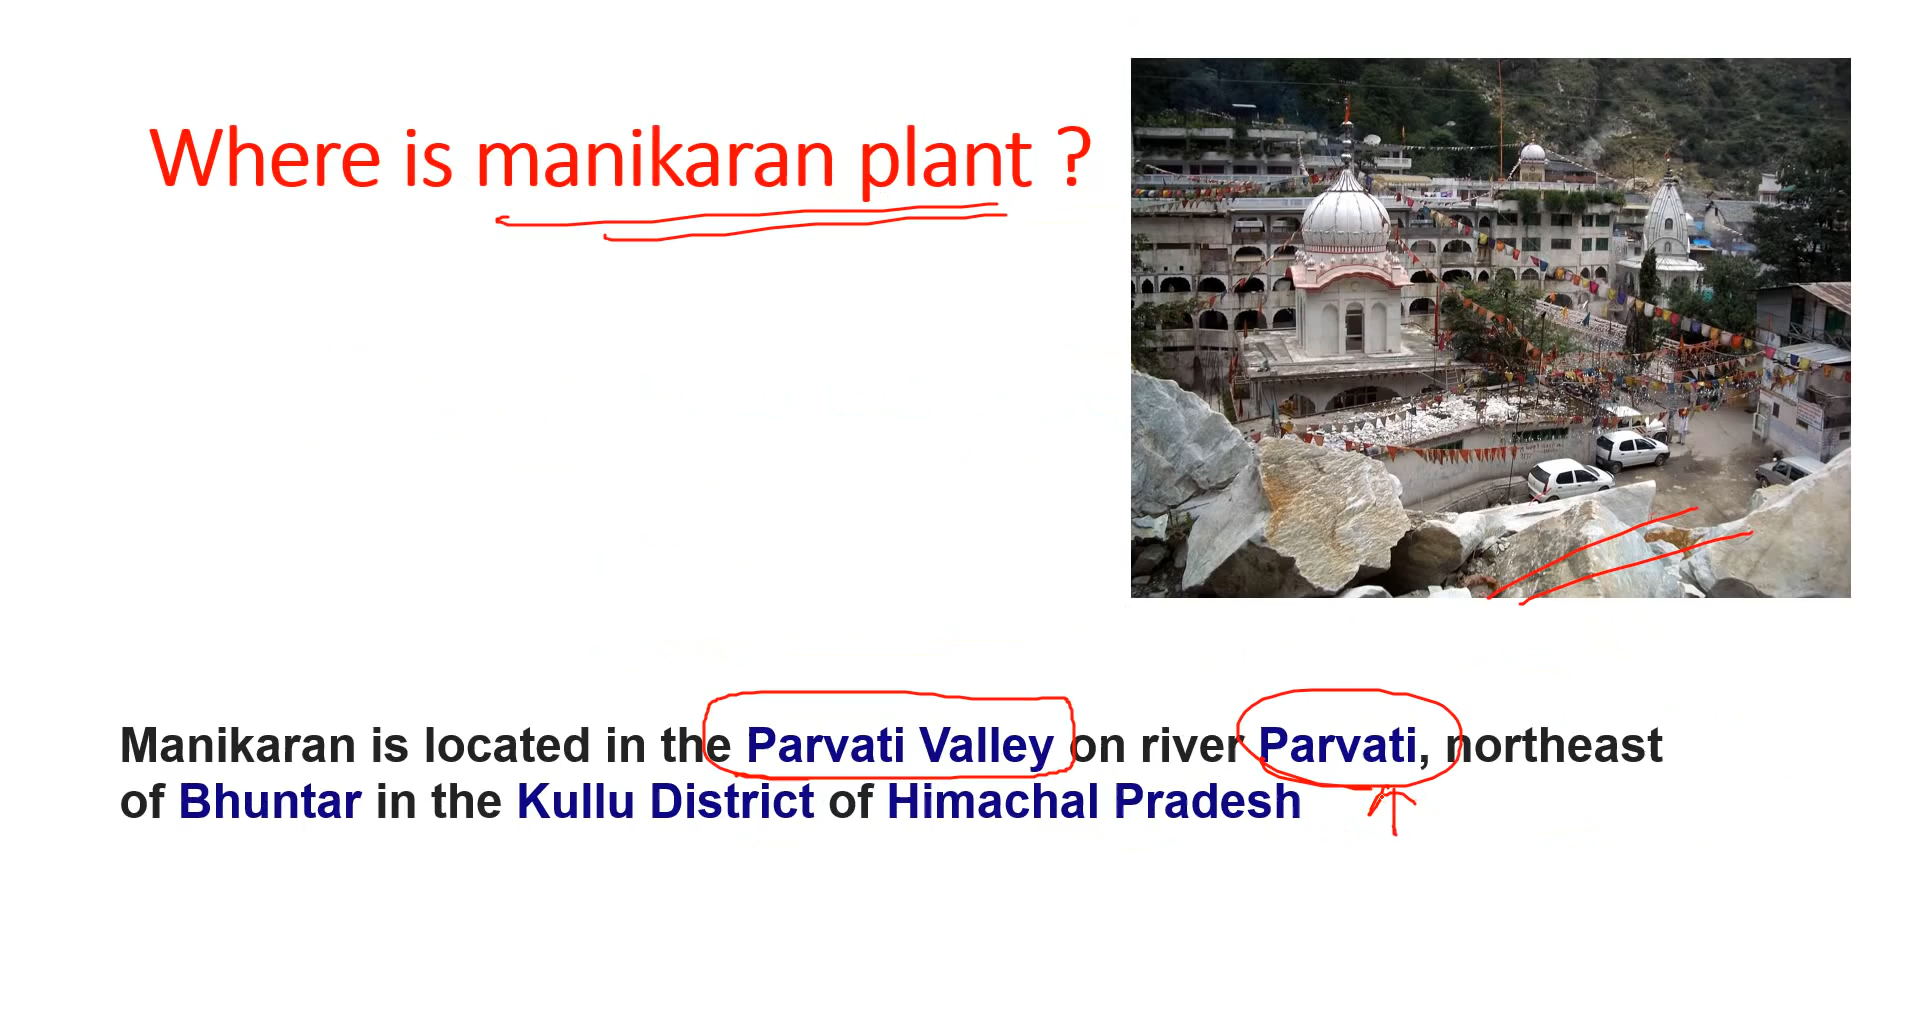 Where is manikaran plant ?
Manikaran is located in the Parvati Valley on river Parvati, northeast
of Bhuntar in the Kullu District of Himachal Pradesh